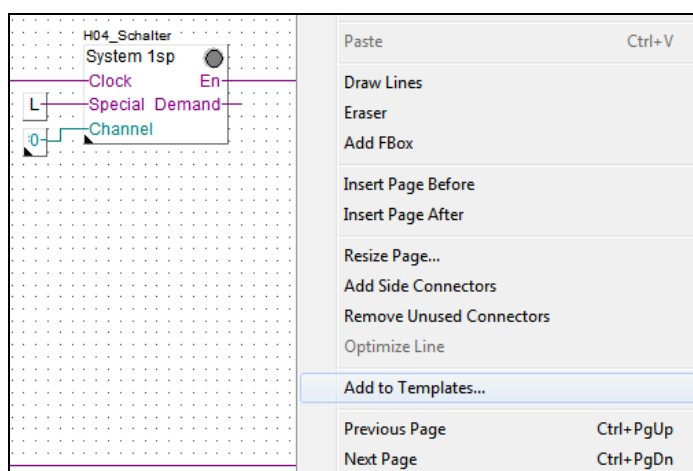 H04_Schalter
System 1sp
Clock En
L Special Demand
:0 Channel
Paste Ctrl+V
Draw Lines
Eraser
Add FBox
Insert Page Before
Insert Page After
Resize Page...
Add Side Connectors
Remove Unused Connectors
Optimize Line
Add to Templates...
Previous Page Ctrl+PgUp
Next Page Ctrl+PgDn